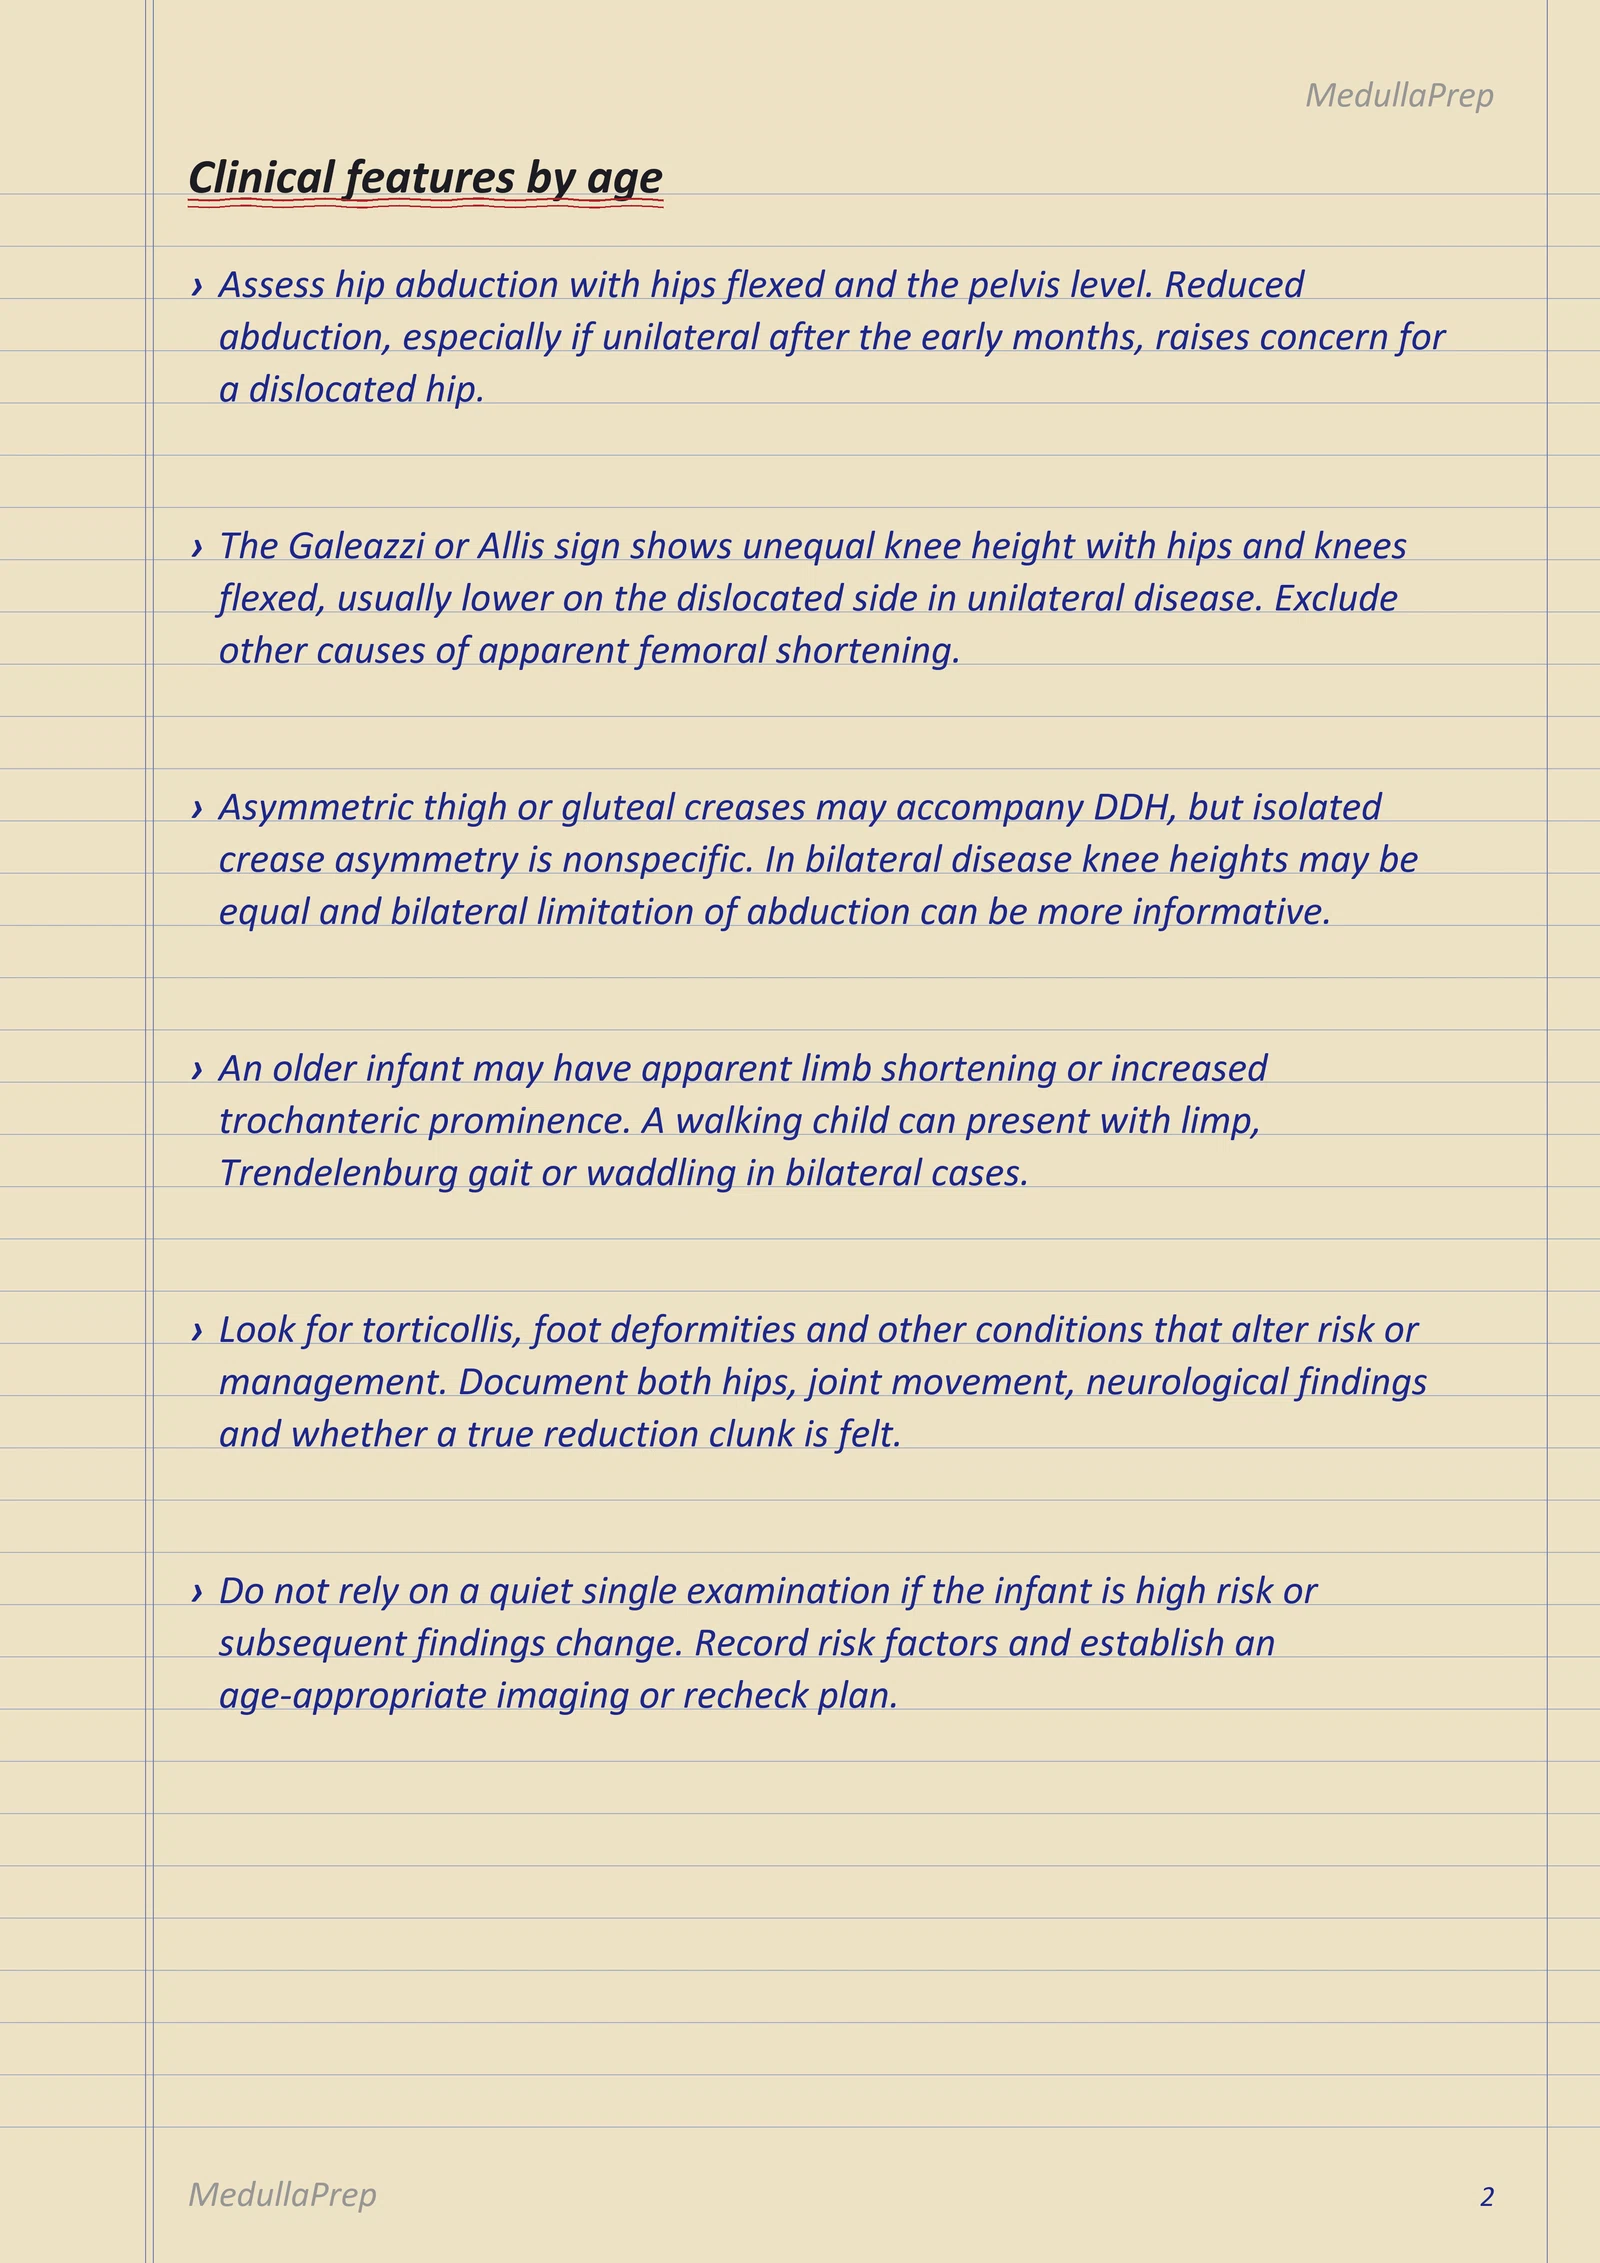 MedullaPrep
Clinical features by age
› Assess hip abduction with hips flexed and the pelvis level. Reduced
abduction, especially if unilateral after the early months, raises concern for
a dislocated hip.
› The Galeazzi or Allis sign shows unequal knee height with hips and knees
flexed, usually lower on the dislocated side in unilateral disease. Exclude
other causes of apparent femoral shortening.
› Asymmetric thigh or gluteal creases may accompany DDH, but isolated
crease asymmetry is nonspecific. In bilateral disease knee heights may be
equal and bilateral limitation of abduction can be more informative.
› An older infant may have apparent limb shortening or increased
trochanteric prominence. A walking child can present with limp,
Trendelenburg gait or waddling in bilateral cases.
› Look for torticollis, foot deformities and other conditions that alter risk or
management. Document both hips, joint movement, neurological findings
and whether a true reduction clunk is felt.
› Do not rely on a quiet single examination if the infant is high risk or
subsequent findings change. Record risk factors and establish an
age-appropriate imaging or recheck plan.
MedullaPrep
2